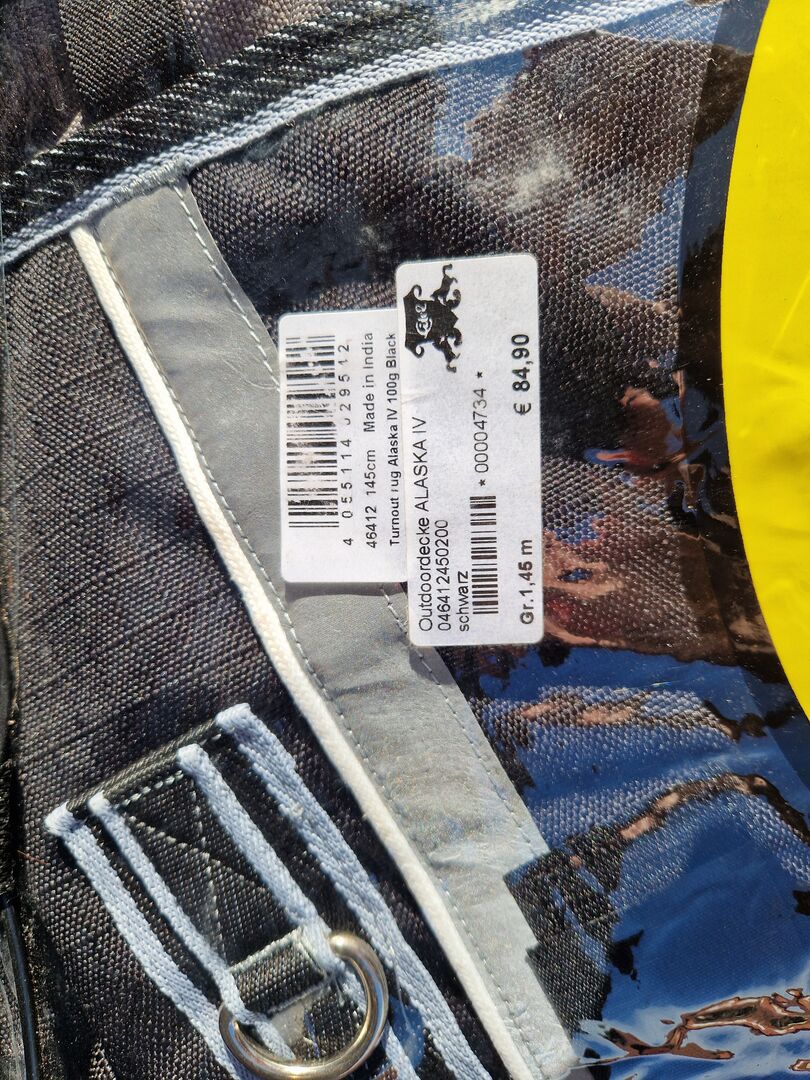 4 055114 029512
46412 145cm Made in India
Turnout rug Alaska IV 100g Black
Outdoordecke ALASKA IV
046412450200
schwarz
* 00004734 *
Gr.1,45 m € 84,90